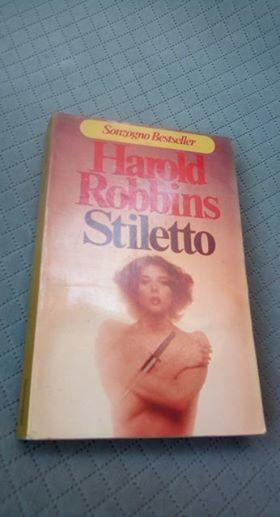 Sonzogno Bestseller
Harold
Robbins
Stiletto